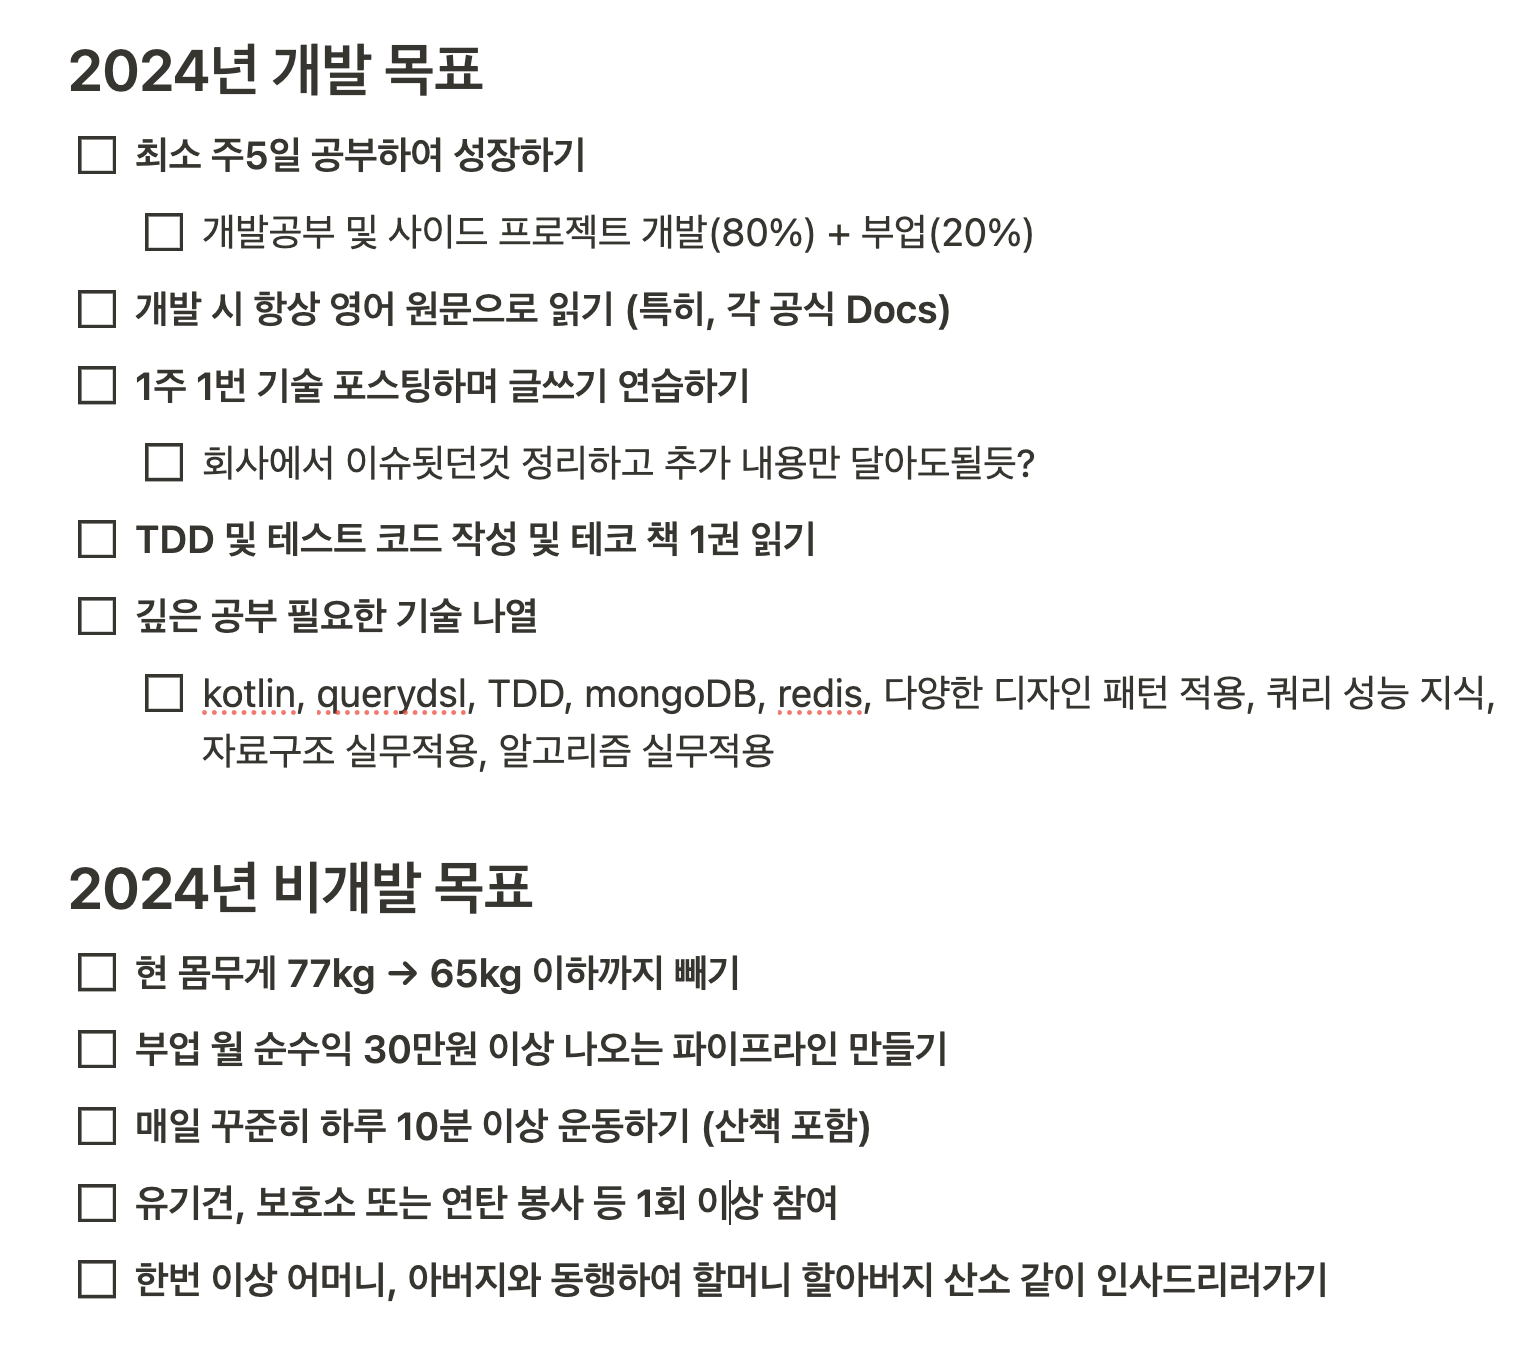 2024년 개발 목표
최소 주5일 공부하여 성장하기
개발공부 및 사이드 프로젝트 개발(80%) + 부업(20%)
개발 시 항상 영어 원문으로 읽기 (특히, 각 공식 Docs)
1주 1번 기술 포스팅하며 글쓰기 연습하기
회사에서 이슈됫던것 정리하고 추가 내용만 달아도될듯?
TDD 및 테스트 코드 작성 및 테코 책 1권 읽기
깊은 공부 필요한 기술 나열
kotlin, querydsl, TDD, mongoDB, redis, 다양한 디자인 패턴 적용, 쿼리 성능 지식,
자료구조 실무적용, 알고리즘 실무적용
2024년 비개발 목표
현 몸무게 77kg → 65kg 이하까지 빼기
부업 월 순수익 30만원 이상 나오는 파이프라인 만들기
매일 꾸준히 하루 10분 이상 운동하기 (산책 포함)
유기견, 보호소 또는 연탄 봉사 등 1회 이상 참여
한번 이상 어머니, 아버지와 동행하여 할머니 할아버지 산소 같이 인사드리러가기